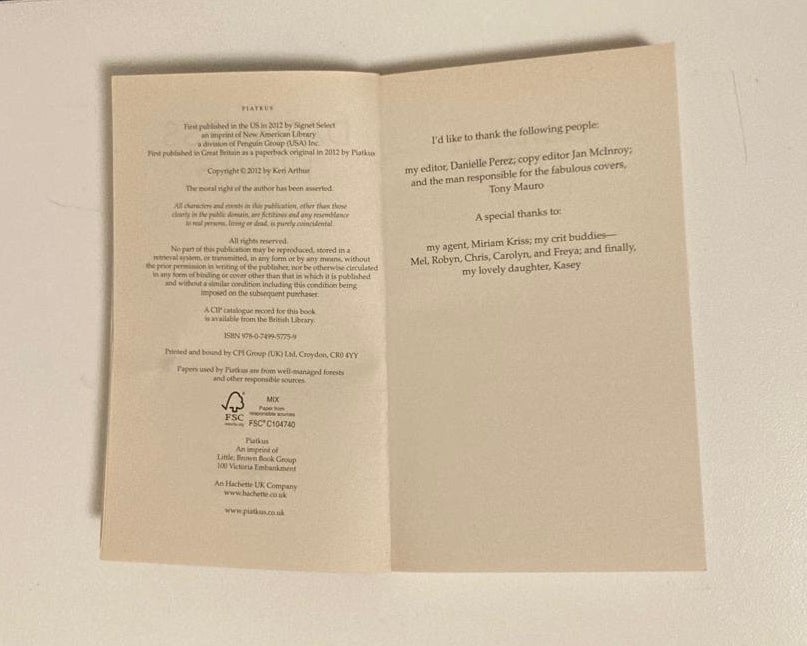 PIATKUS
First published in the US in 2012 by Signet Select
an imprint of New American Library
a division of Penguin Group (USA) Inc.
First published in Great Britain as a paperback original in 2012 by Piatkus
Copyright © 2012 by Keri Arthur
The moral right of the author has been asserted.
All characters and events in this publication, other than those
clearly in the public domain, are fictitious and any resemblance
to real persons, living or dead, is purely coincidental.
All rights reserved.
No part of this publication may be reproduced, stored in a
retrieval system, or transmitted, in any form or by any means, without
the prior permission in writing of the publisher, nor be otherwise circulated
in any form of binding or cover other than that in which it is published
and without a similar condition including this condition being
imposed on the subsequent purchaser.
A CIP catalogue record for this book
is available from the British Library.
ISBN 978-0-7499-5775-9
Printed and bound by CPI Group (UK) Ltd, Croydon, CR0 4YY
Papers used by Piatkus are from well-managed forests
and other responsible sources.
MIX
Paper from
responsible sources
FSC
FSC® C104740
Piatkus
An imprint of
Little, Brown Book Group
100 Victoria Embankment
An Hachette UK Company
www.hachette.co.uk
www.piatkus.co.uk
I'd like to thank the following people:
my editor, Danielle Perez; copy editor Jan McInroy;
and the man responsible for the fabulous covers,
Tony Mauro
A special thanks to:
my agent, Miriam Kriss; my crit buddies—
Mel, Robyn, Chris, Carolyn, and Freya; and finally,
my lovely daughter, Kasey